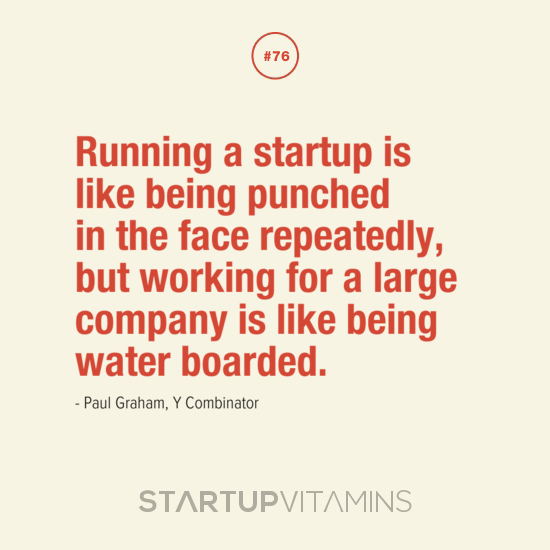 #76
Running a startup is
like being punched
in the face repeatedly,
but working for a large
company is like being
water boarded.
- Paul Graham, Y Combinator
STARTUPVITAMINS